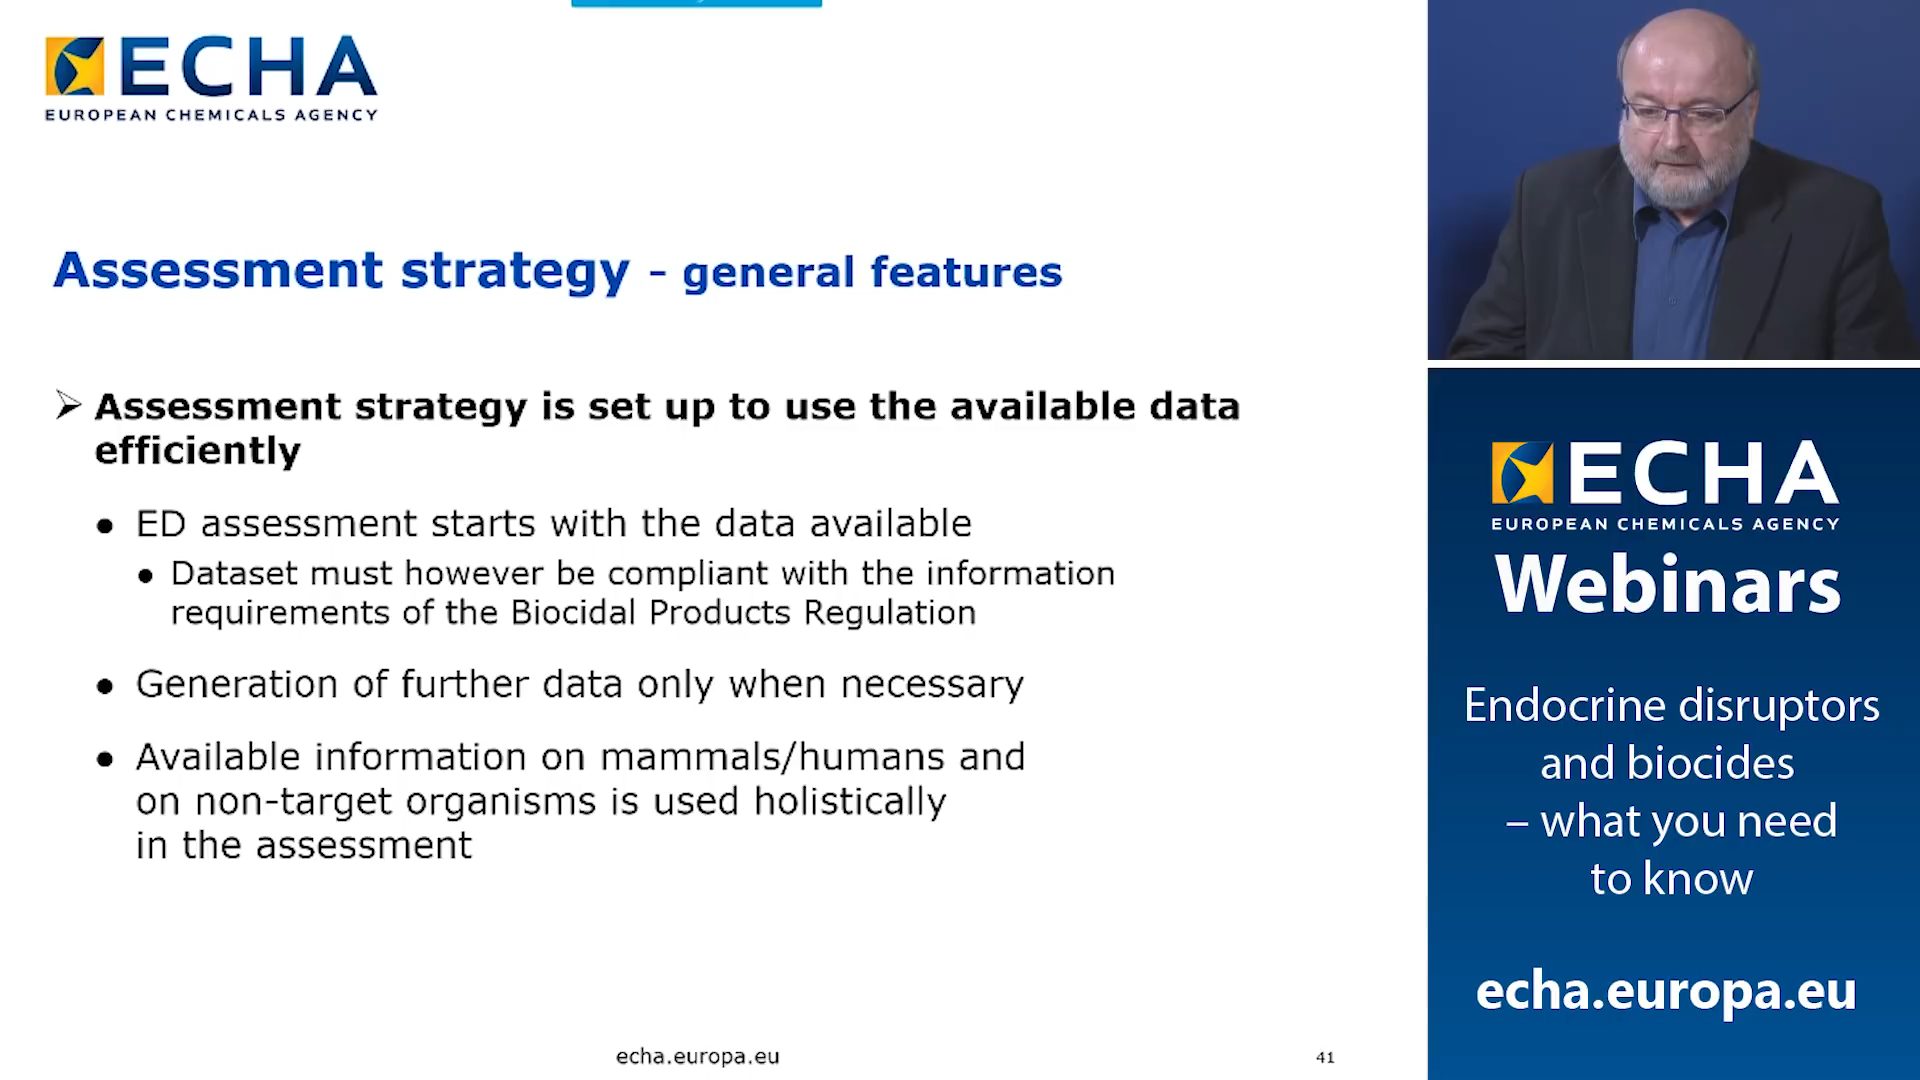 ECHA
EUROPEAN CHEMICALS AGENCY
Assessment strategy - general features
➢ Assessment strategy is set up to use the available data
efficiently
● ED assessment starts with the data available
● Dataset must however be compliant with the information
requirements of the Biocidal Products Regulation
● Generation of further data only when necessary
● Available information on mammals/humans and
on non-target organisms is used holistically
in the assessment
echa.europa.eu
41
ECHA
EUROPEAN CHEMICALS AGENCY
Webinars
Endocrine disruptors
and biocides
– what you need
to know
echa.europa.eu